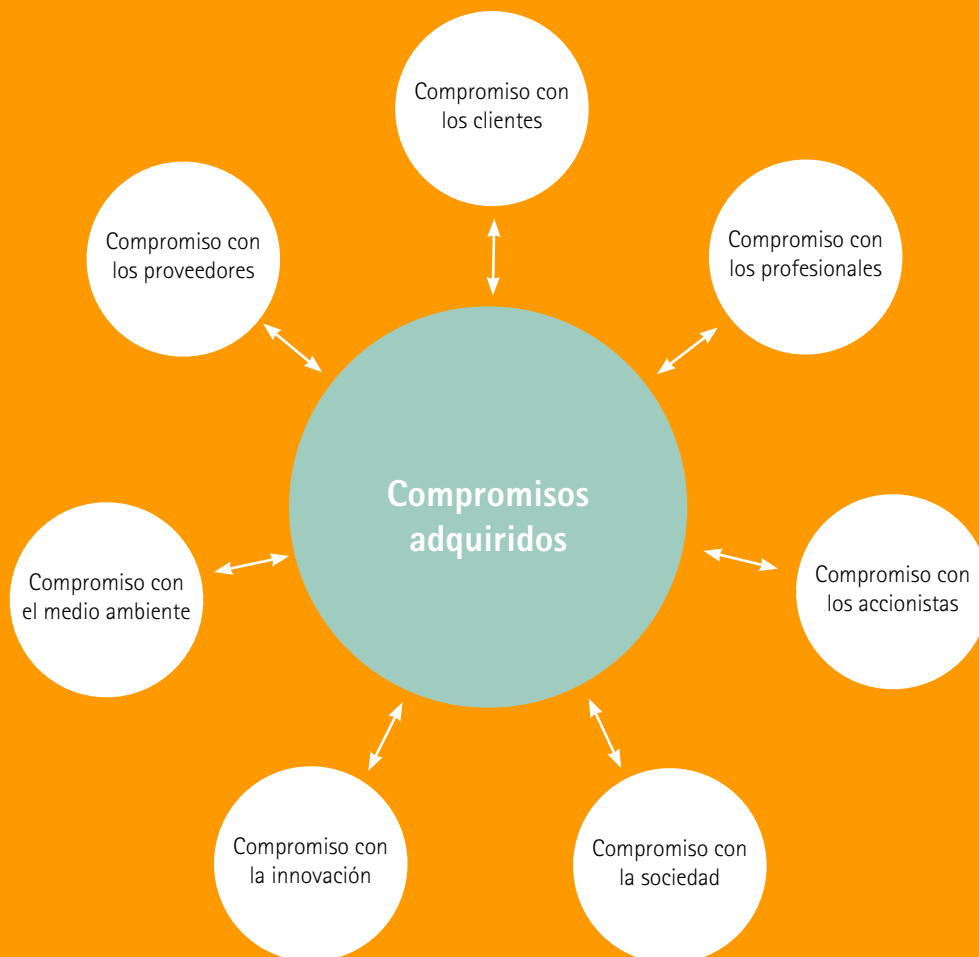 Compromiso con
los clientes
Compromiso con
los proveedores
Compromiso con
los profesionales
Compromisos
adquiridos
Compromiso con
el medio ambiente
Compromiso con
los accionistas
Compromiso con
la innovación
Compromiso con
la sociedad